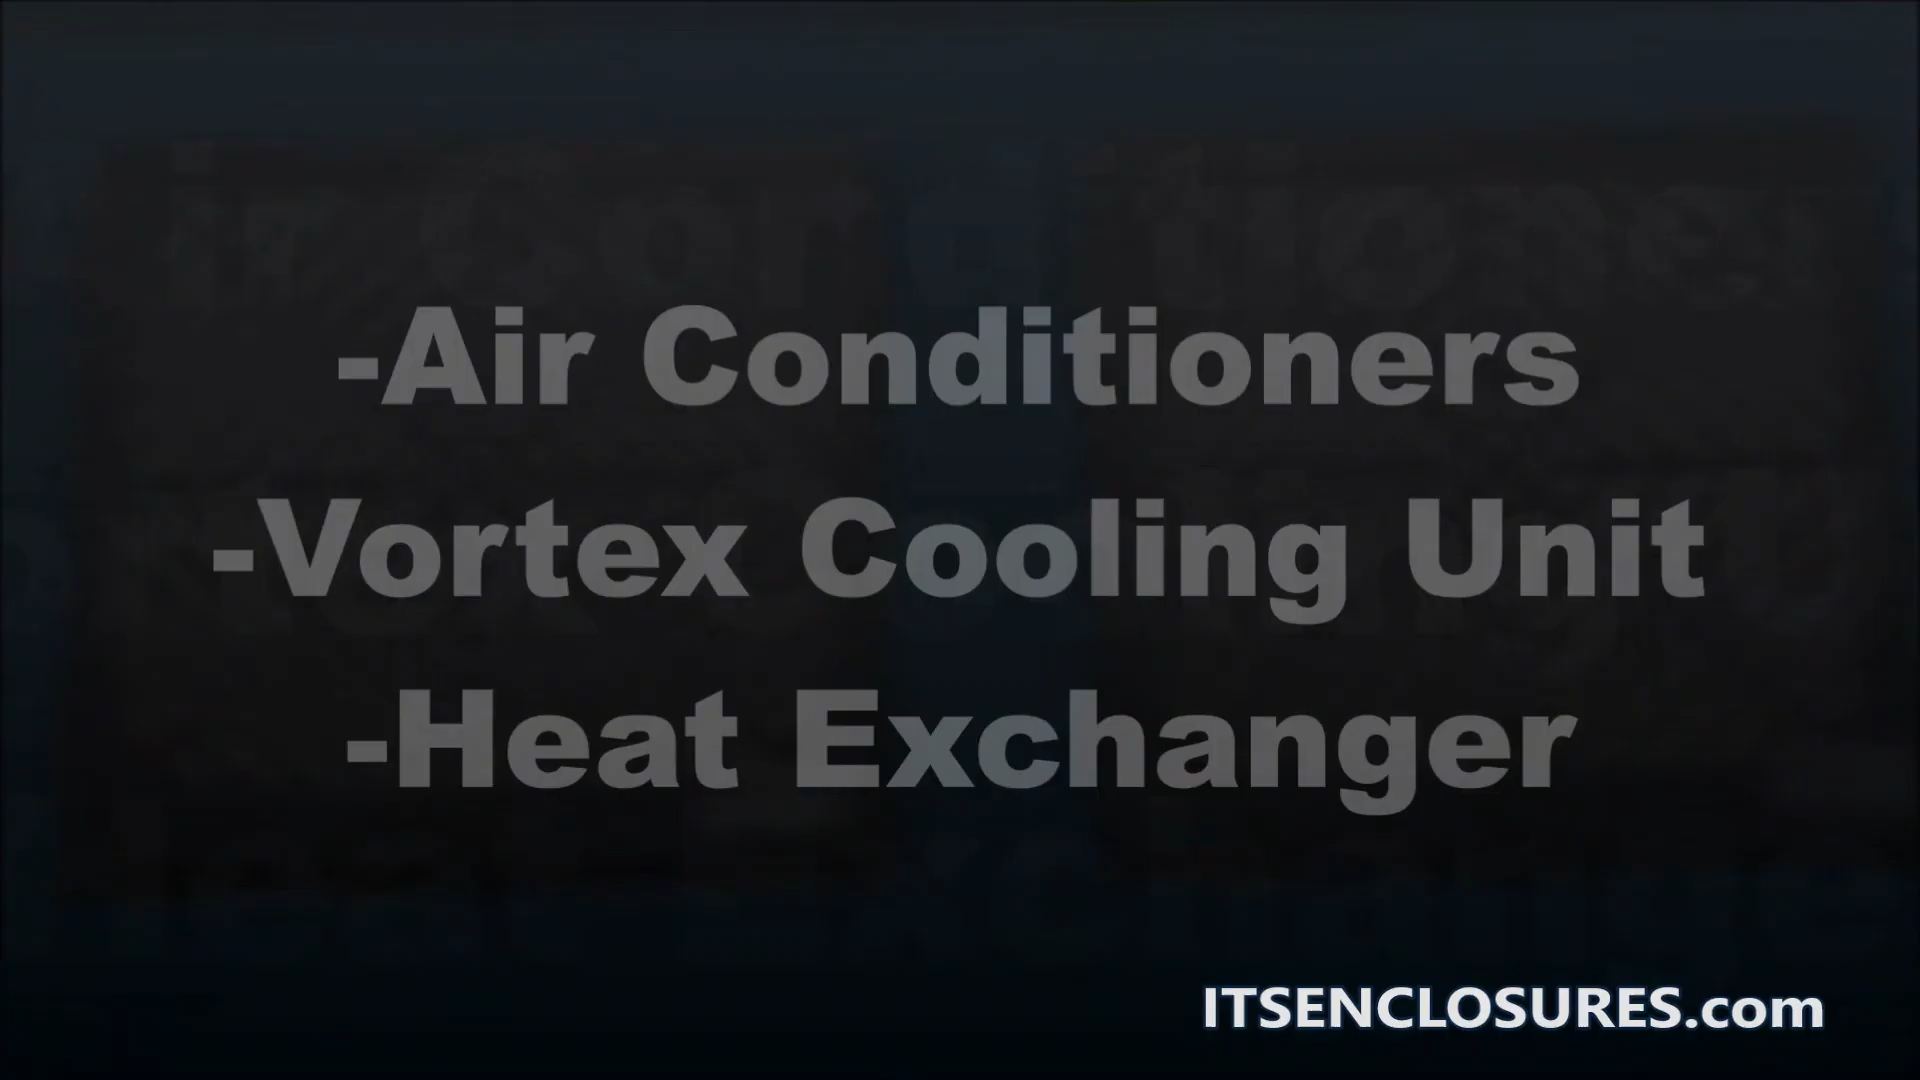 -Air Conditioners
-Vortex Cooling Unit
-Heat Exchanger
ITSENCLOSURES.com